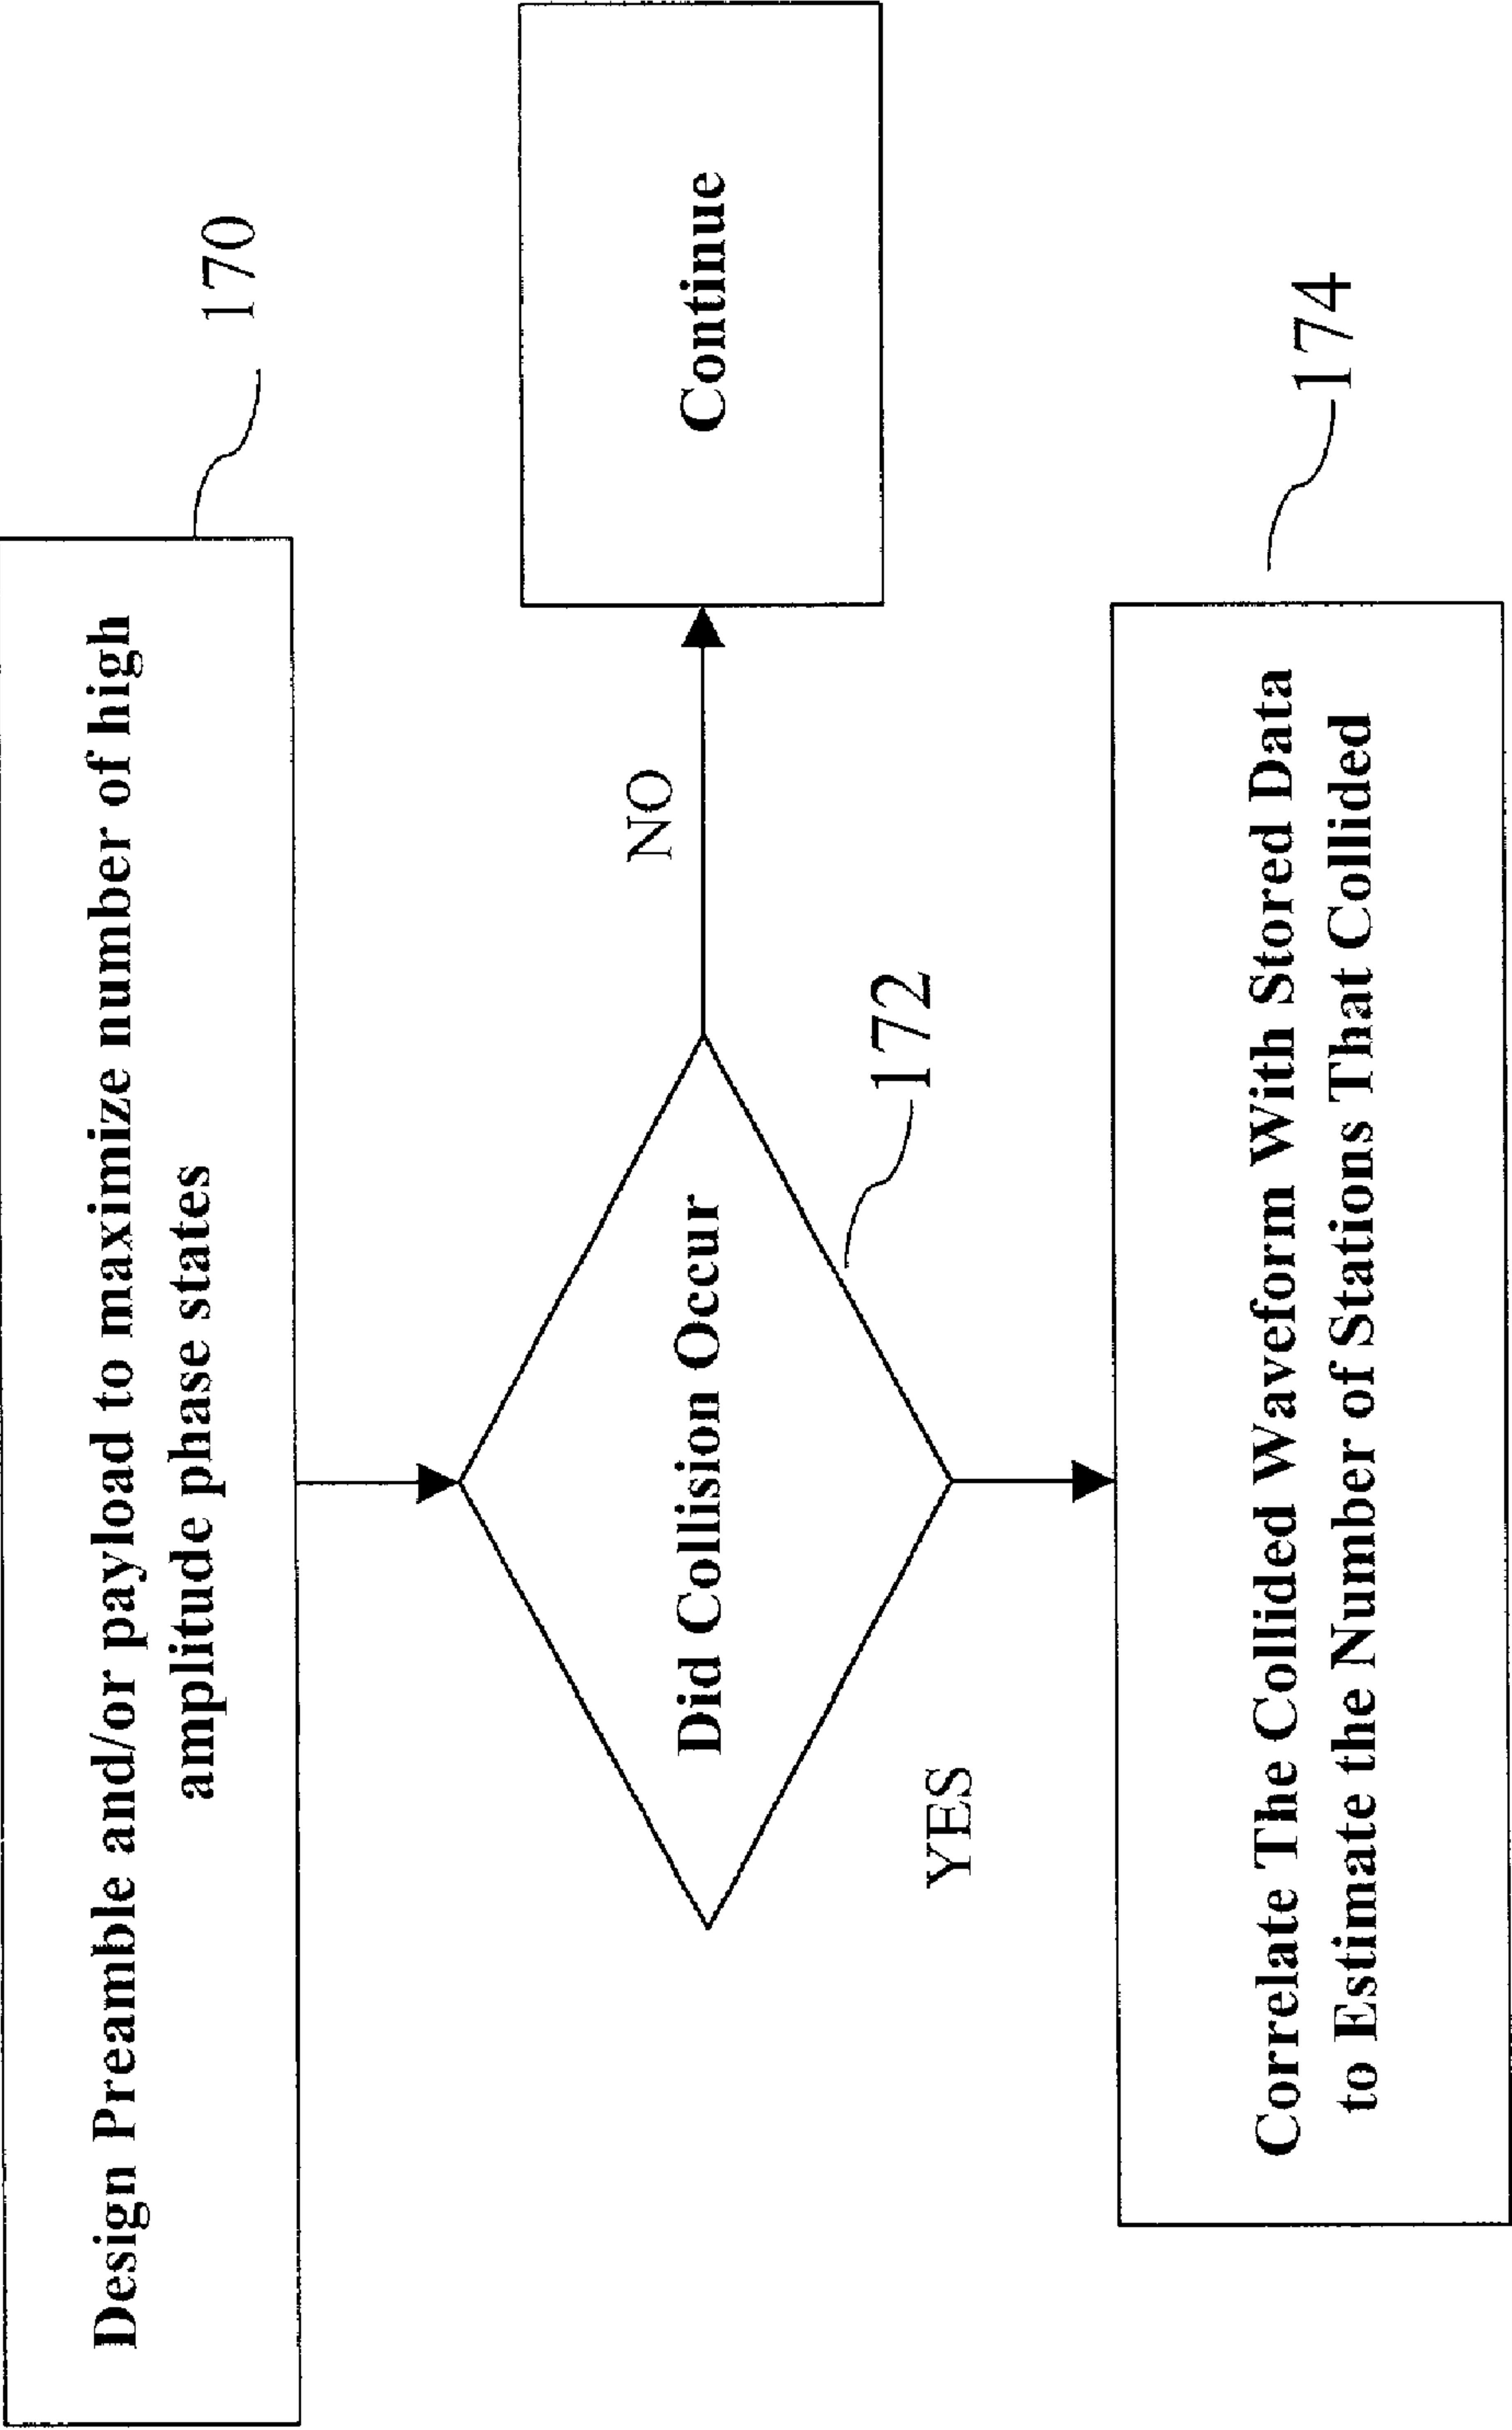 Design Preamble and/or payload to maximize number of high
amplitude phase states
170
Did Collision Occur
NO
Continue
172
YES
Correlate The Collided Waveform With Stored Data
to Estimate the Number of Stations That Collided
174